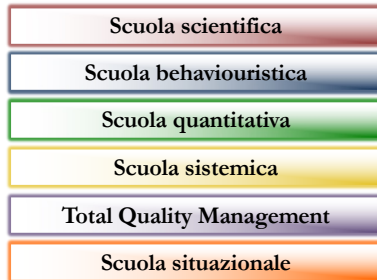 Scuola scientifica
Scuola behaviouristica
Scuola quantitativa
Scuola sistemica
Total Quality Management
Scuola situazionale